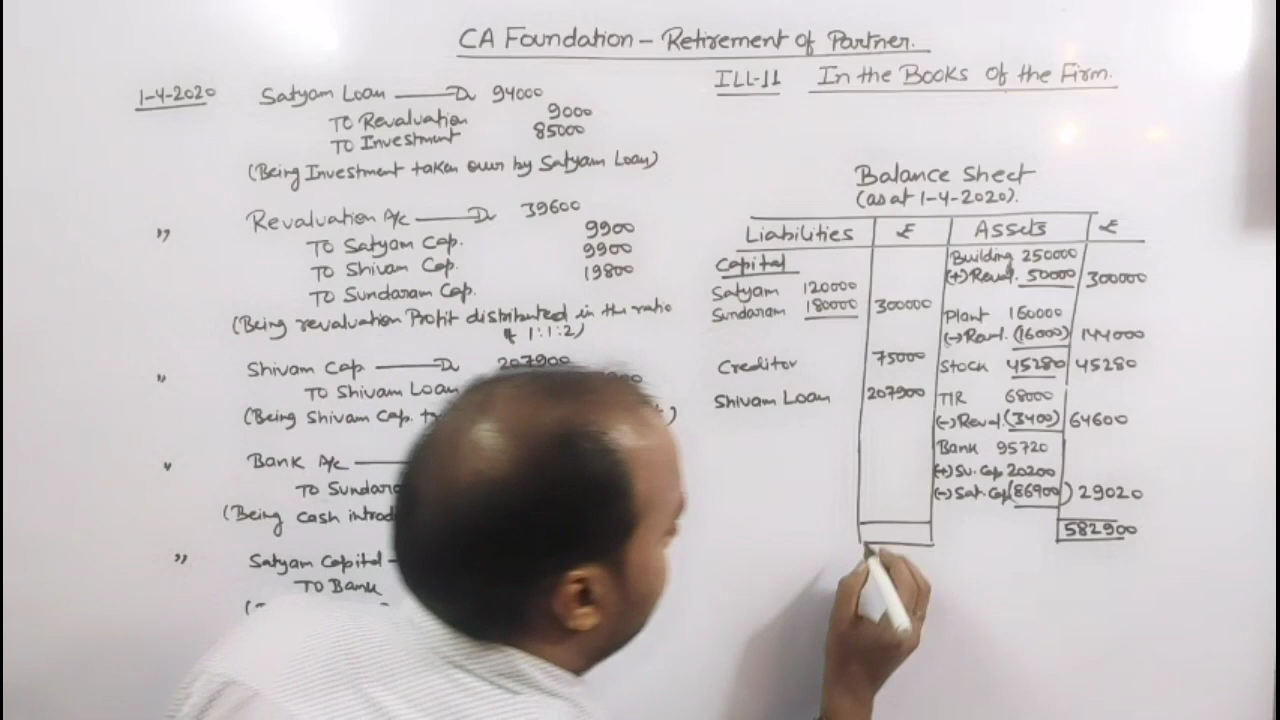 CA Foundation - Retirement of Partner.
ILL-11 In the Books of the Firm.
1-4-2020 Satyam Loan — Dr 94000
TO Revaluation 9000
TO Investment 85000
(Being Investment taken over by Satyam Loan)
" Revaluation A/c — Dr 39600
TO Satyam Cap. 9900
TO Shivam Cap. 9900
TO Sundaram Cap. 19800
(Being revaluation Profit distributed in the ratio
of 1:1:2)
" Shivam Cap — Dr 207900
TO Shivam Loan
(Being Shivam Cap.
" Bank A/c —
TO
(Being cash
" Satyam Capital -
TO Bank
Balance Sheet
(as at 1-4-2020).
Liabilities ₹ Assets ₹
Capital Building 250000
(+) Reval. 50000 300000
Satyam 120000
Sundaram 180000 300000 Plant 160000
(-) Reval. (16000) 144000
Creditor 75000 Stock 45280 45280
Shivam Loan 207900 T/R 68000
(-) Reval. (3400) 64600
Bank 95720
(+) Su. Cap 20200
(-) Sat. Cap (86900) 29020
582900